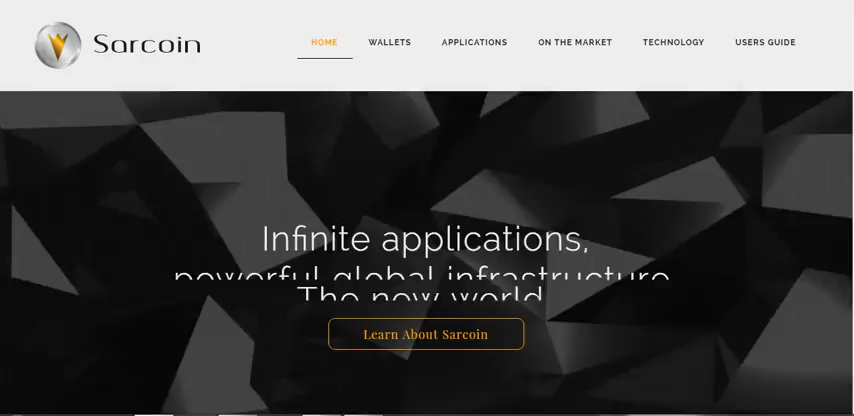 Sarcoin
HOME
WALLETS
APPLICATIONS
ON THE MARKET
TECHNOLOGY
USERS GUIDE
Infinite applications,
powerful global infrastructure
The new world
Learn About Sarcoin